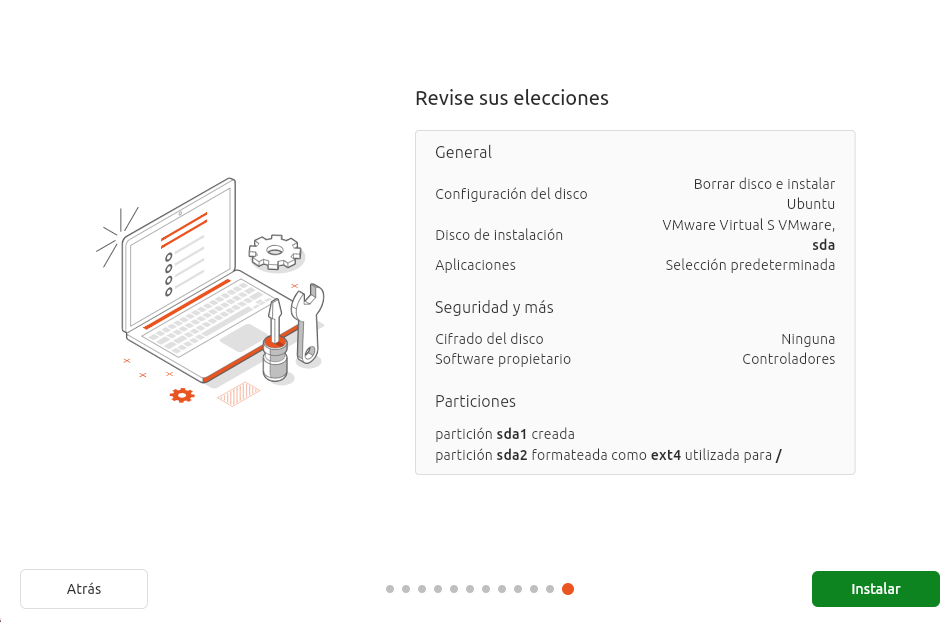 Revise sus elecciones
General
Configuración del disco
Borrar disco e instalar
Ubuntu
Disco de instalación
VMware Virtual S VMware,
sda
Aplicaciones
Selección predeterminada
Seguridad y más
Cifrado del disco
Ninguna
Software propietario
Controladores
Particiones
partición sda1 creada
partición sda2 formateada como ext4 utilizada para /
Atrás
Instalar